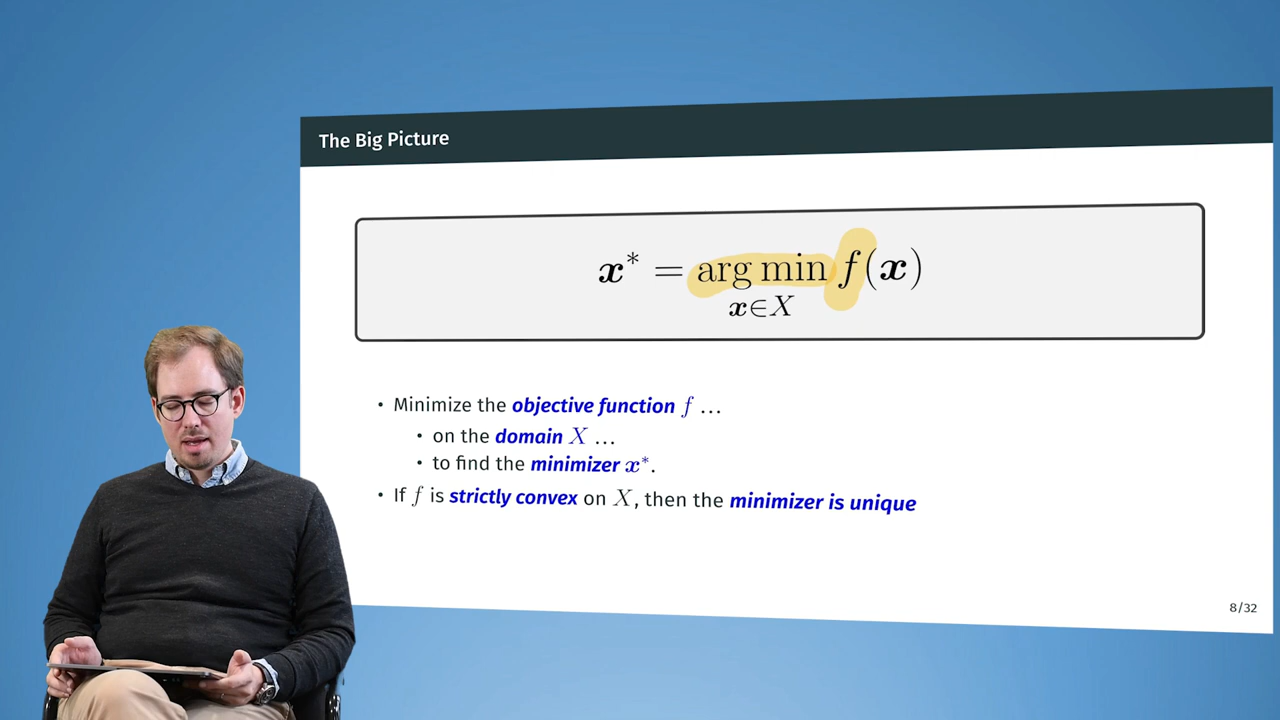 The Big Picture
x* = arg min f(x)
x∈X
• Minimize the objective function f ...
• on the domain X ...
• to find the minimizer x*.
• If f is strictly convex on X, then the minimizer is unique
8/32